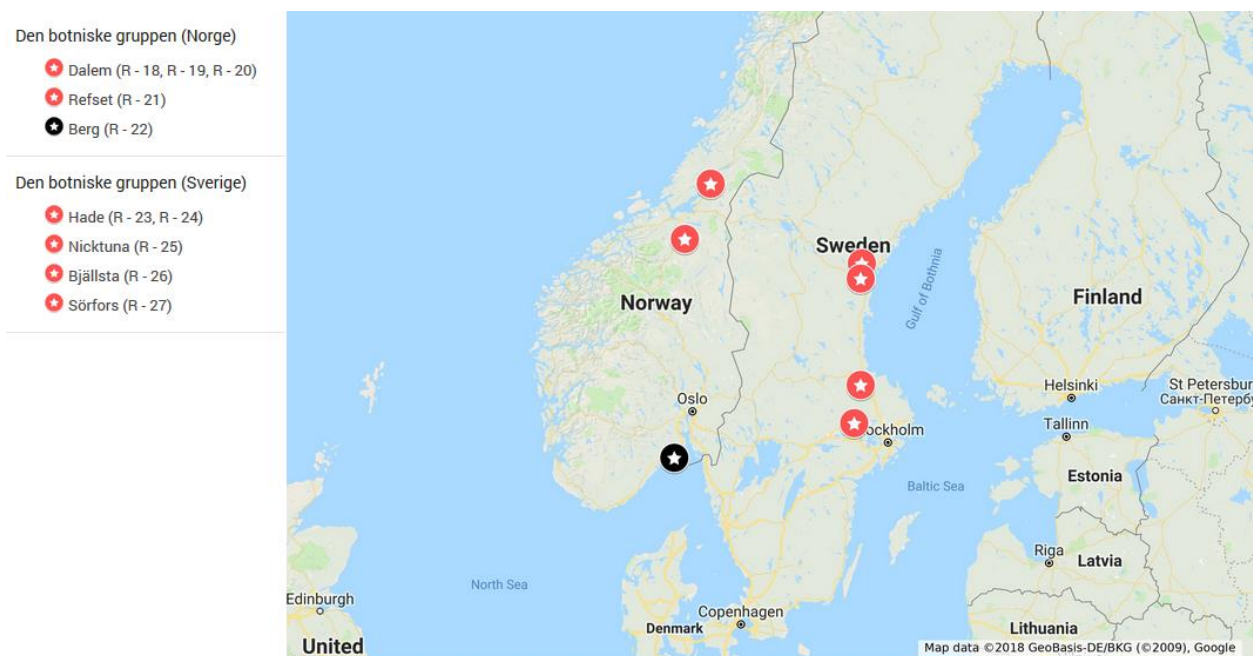 Den botniske gruppen (Norge)
Dalem (R - 18, R - 19, R - 20)
Refset (R - 21)
Berg (R - 22)
Den botniske gruppen (Sverige)
Hade (R - 23, R - 24)
Nicktuna (R - 25)
Bjällsta (R - 26)
Sörfors (R - 27)
Sweden
Gulf of Bothnia
Norway
Finland
Helsinki
St Petersbur
Санкт-Петербу
Oslo
Tallinn
ockholm
Estonia
Baltic Sea
Riga
Latvia
North Sea
Edinburgh
Copenhagen
Denmark
Lithuania
United
Map data ©2018 GeoBasis-DE/BKG (©2009), Google